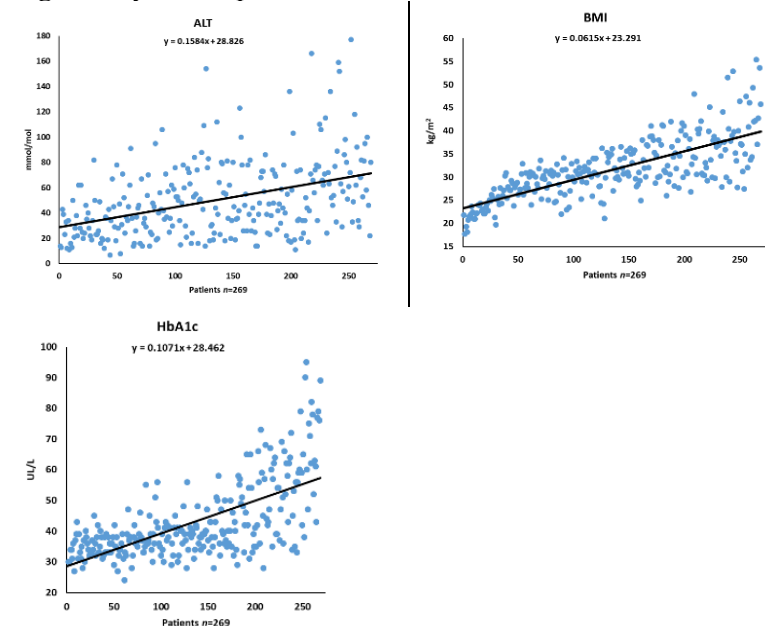 ALT
y = 0.1584x + 28.826
180
160
140
120
100
80
60
40
20
0
mmol/mol
0 50 100 150 200 250
Patients n=269
BMI
y = 0.0615x + 23.291
60
55
50
45
40
35
30
25
20
15
kg/m²
0 50 100 150 200 250
Patients n=269
HbA1c
y = 0.1071x + 28.462
100
90
80
70
60
50
40
30
20
UL/L
0 50 100 150 200 250
Patients n=269